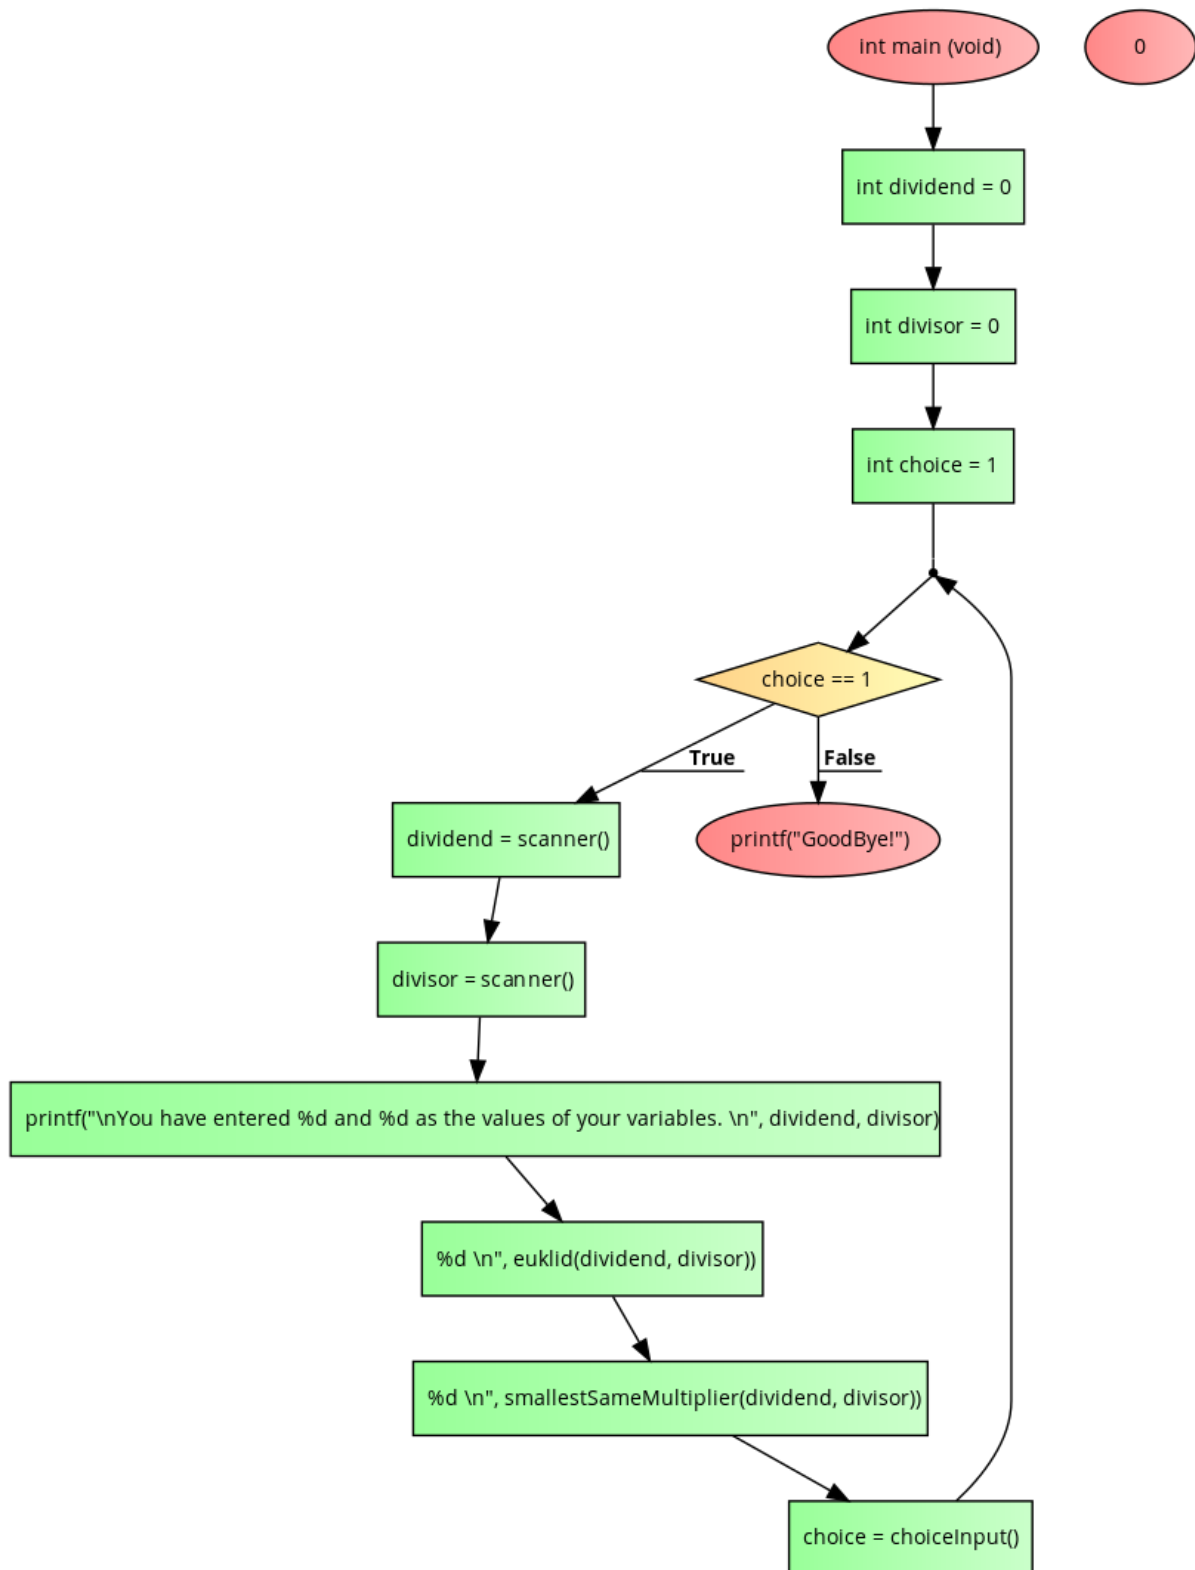 int main (void)
0
int dividend = 0
int divisor = 0
int choice = 1
choice == 1
True
False
dividend = scanner()
printf("GoodBye!")
divisor = scanner()
printf("\nYou have entered %d and %d as the values of your variables. \n", dividend, divisor)
%d \n", euklid(dividend, divisor))
%d \n", smallestSameMultiplier(dividend, divisor))
choice = choiceInput()